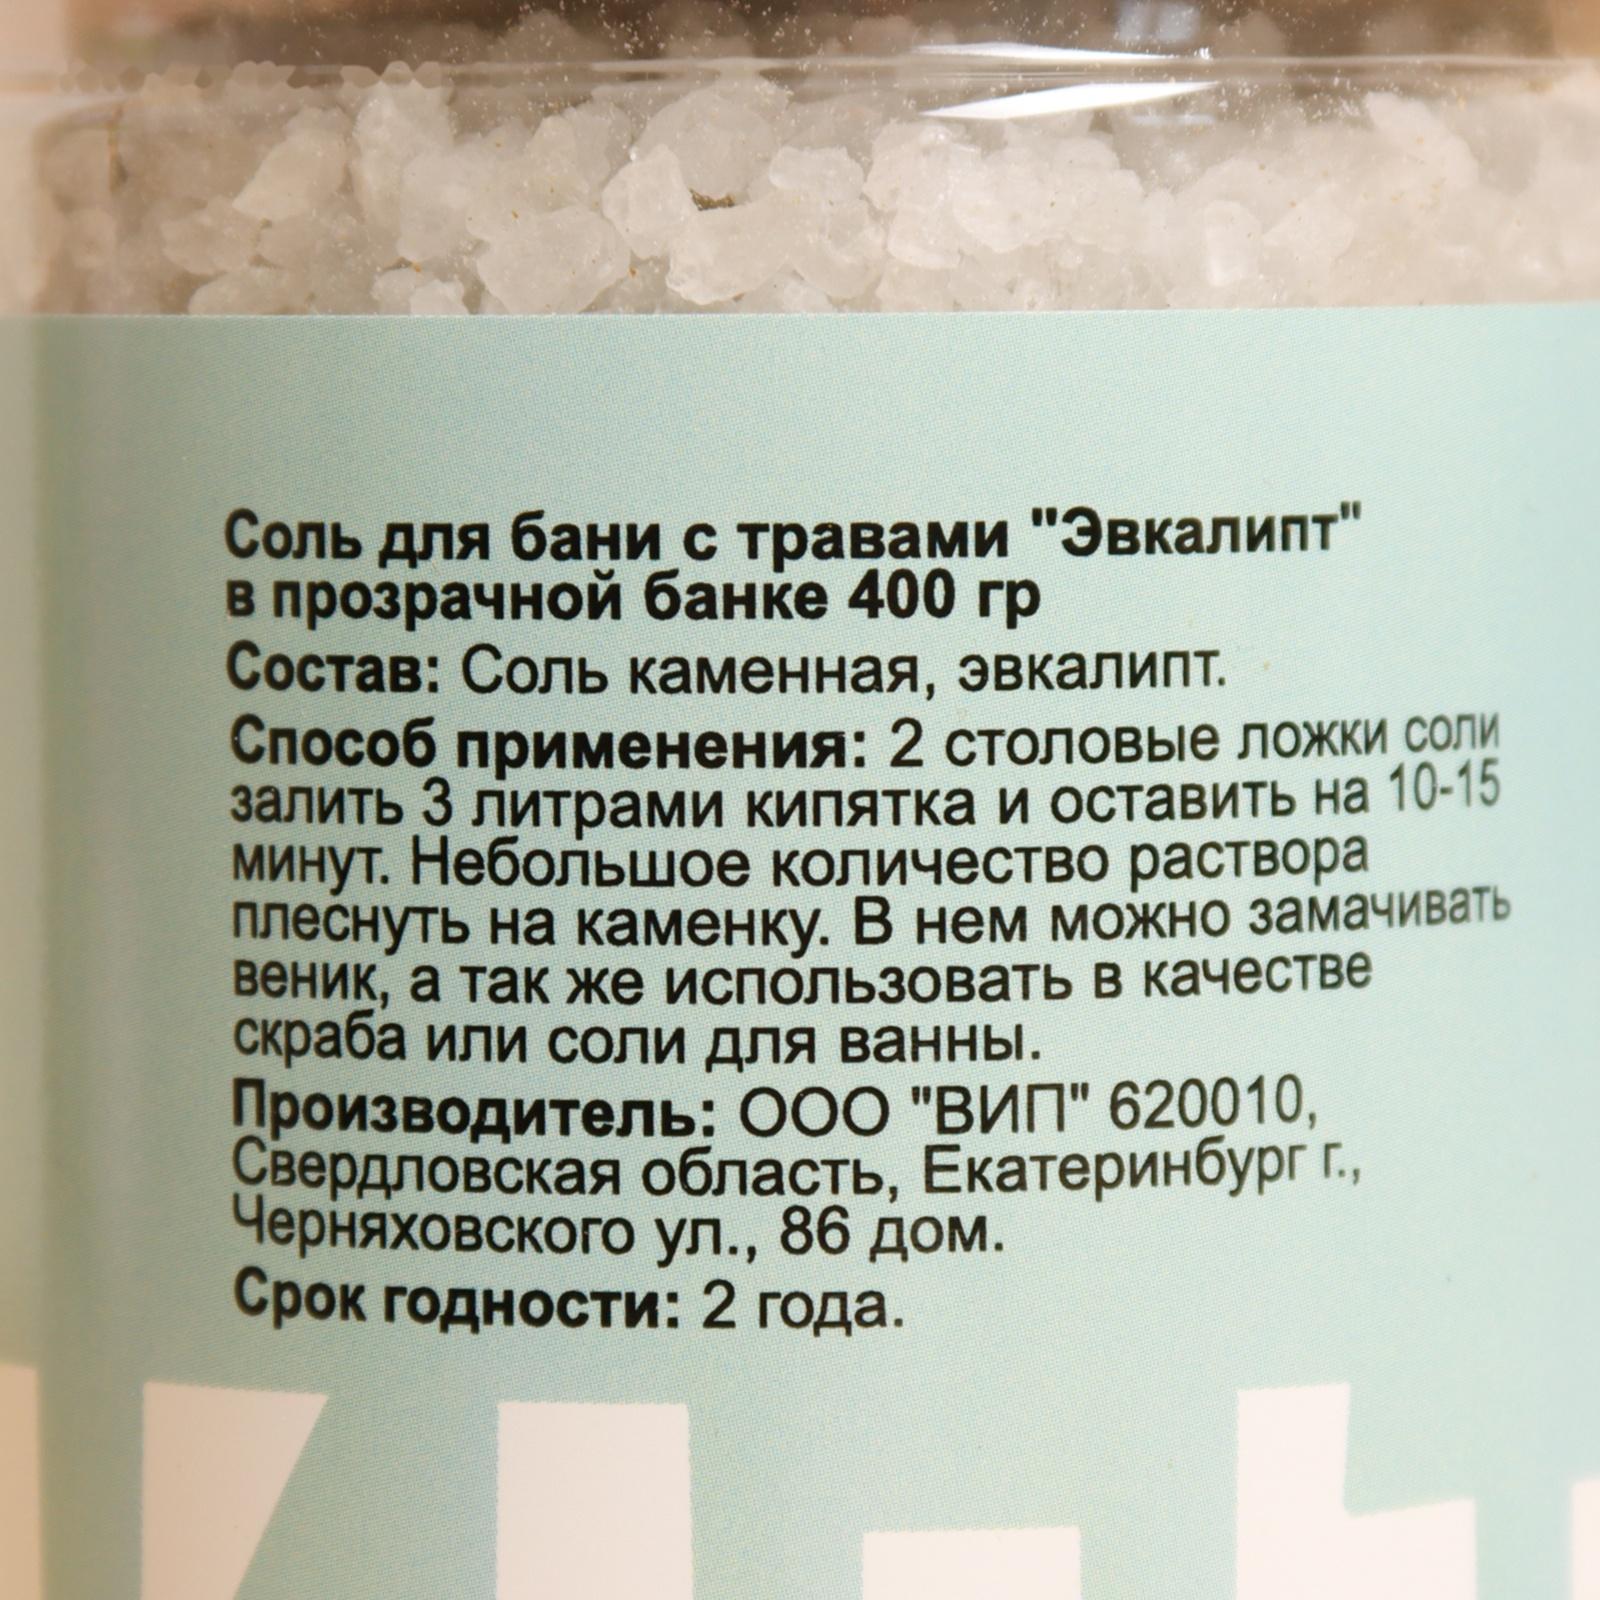 Соль для бани с травами "Эвкалипт"
в прозрачной банке 400 гр
Состав: Соль каменная, эвкалипт.
Способ применения: 2 столовые ложки соли
залить 3 литрами кипятка и оставить на 10-15
минут. Небольшое количество раствора
плеснуть на каменку. В нем можно замачивать
веник, а так же использовать в качестве
скраба или соли для ванны.
Производитель: ООО "ВИП" 620010,
Свердловская область, Екатеринбург г.,
Черняховского ул., 86 дом.
Срок годности: 2 года.